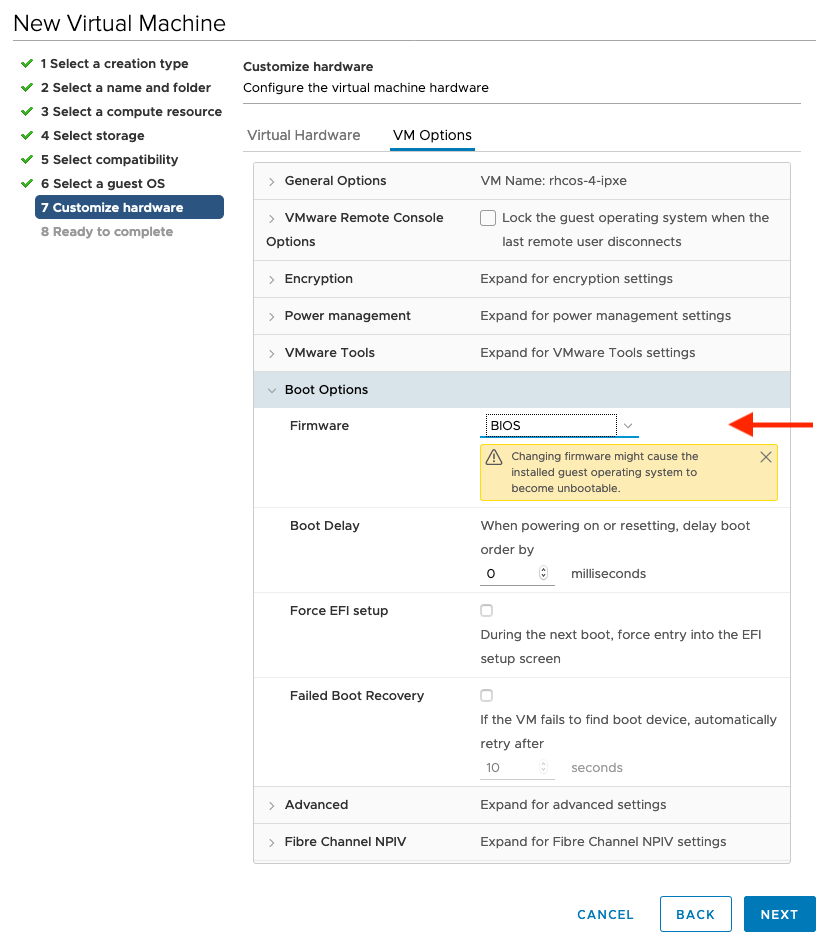 New Virtual Machine
1 Select a creation type
2 Select a name and folder
3 Select a compute resource
4 Select storage
5 Select compatibility
6 Select a guest OS
7 Customize hardware
8 Ready to complete
Customize hardware
Configure the virtual machine hardware
Virtual Hardware
VM Options
General Options
VM Name: rhcos-4-ipxe
VMware Remote Console
Options
Lock the guest operating system when the
last remote user disconnects
Encryption
Expand for encryption settings
Power management
Expand for power management settings
VMware Tools
Expand for VMware Tools settings
Boot Options
Firmware
BIOS
Changing firmware might cause the
installed guest operating system to
become unbootable.
Boot Delay
When powering on or resetting, delay boot
order by
0
milliseconds
Force EFI setup
During the next boot, force entry into the EFI
setup screen
Failed Boot Recovery
If the VM fails to find boot device, automatically
retry after
10
seconds
Advanced
Expand for advanced settings
Fibre Channel NPIV
Expand for Fibre Channel NPIV settings
CANCEL
BACK
NEXT